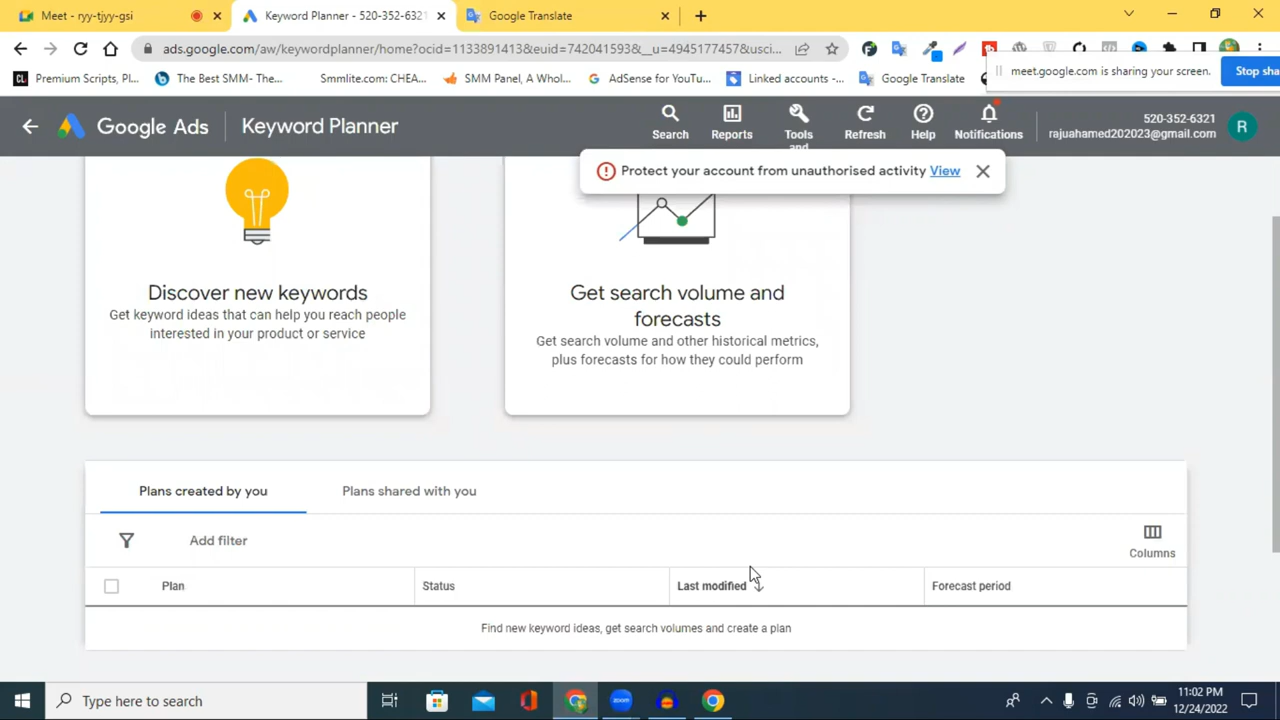 Meet - ryy-tjyy-gsi
Keyword Planner - 520-352-6321
Google Translate
ads.google.com/aw/keywordplanner/home?ocid=1133891413&euid=742041593&__u=4945177457&usci...
Premium Scripts, Pl...
The Best SMM- The...
Smmlite.com: CHEA...
SMM Panel, A Whol...
AdSense for YouTu...
Linked accounts -...
Google Translate
meet.google.com is sharing your screen.
Stop sha
Google Ads
Keyword Planner
Search
Reports
Tools and
Refresh
Help
Notifications
520-352-6321
rajuahamed202023@gmail.com
R
Protect your account from unauthorised activity View
Discover new keywords
Get keyword ideas that can help you reach people
interested in your product or service
Get search volume and
forecasts
Get search volume and other historical metrics,
plus forecasts for how they could perform
Plans created by you
Plans shared with you
Add filter
Columns
Plan
Status
Last modified
Forecast period
Find new keyword ideas, get search volumes and create a plan
Type here to search
11:02 PM
12/24/2022